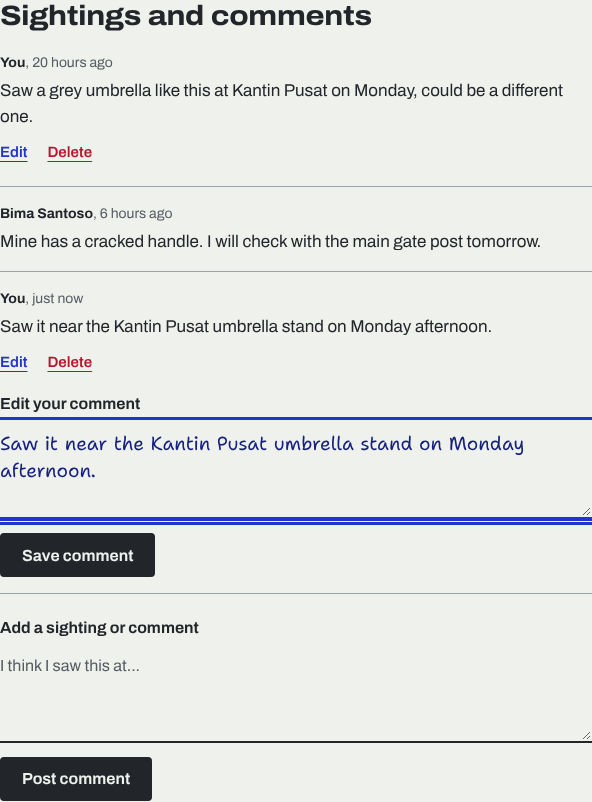 Sightings and comments
You, 20 hours ago
Saw a grey umbrella like this at Kantin Pusat on Monday, could be a different
one.
Edit Delete
Bima Santoso, 6 hours ago
Mine has a cracked handle. I will check with the main gate post tomorrow.
You, just now
Saw it near the Kantin Pusat umbrella stand on Monday afternoon.
Edit Delete
Edit your comment
Saw it near the Kantin Pusat umbrella stand on Monday
afternoon.
Save comment
Add a sighting or comment
I think I saw this at...
Post comment